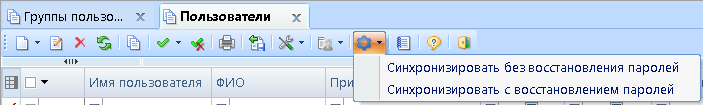 Группы пользо...
Пользователи
Синхронизировать без восстановления паролей
Синхронизировать с восстановлением паролей
Имя пользователя
ФИО
При